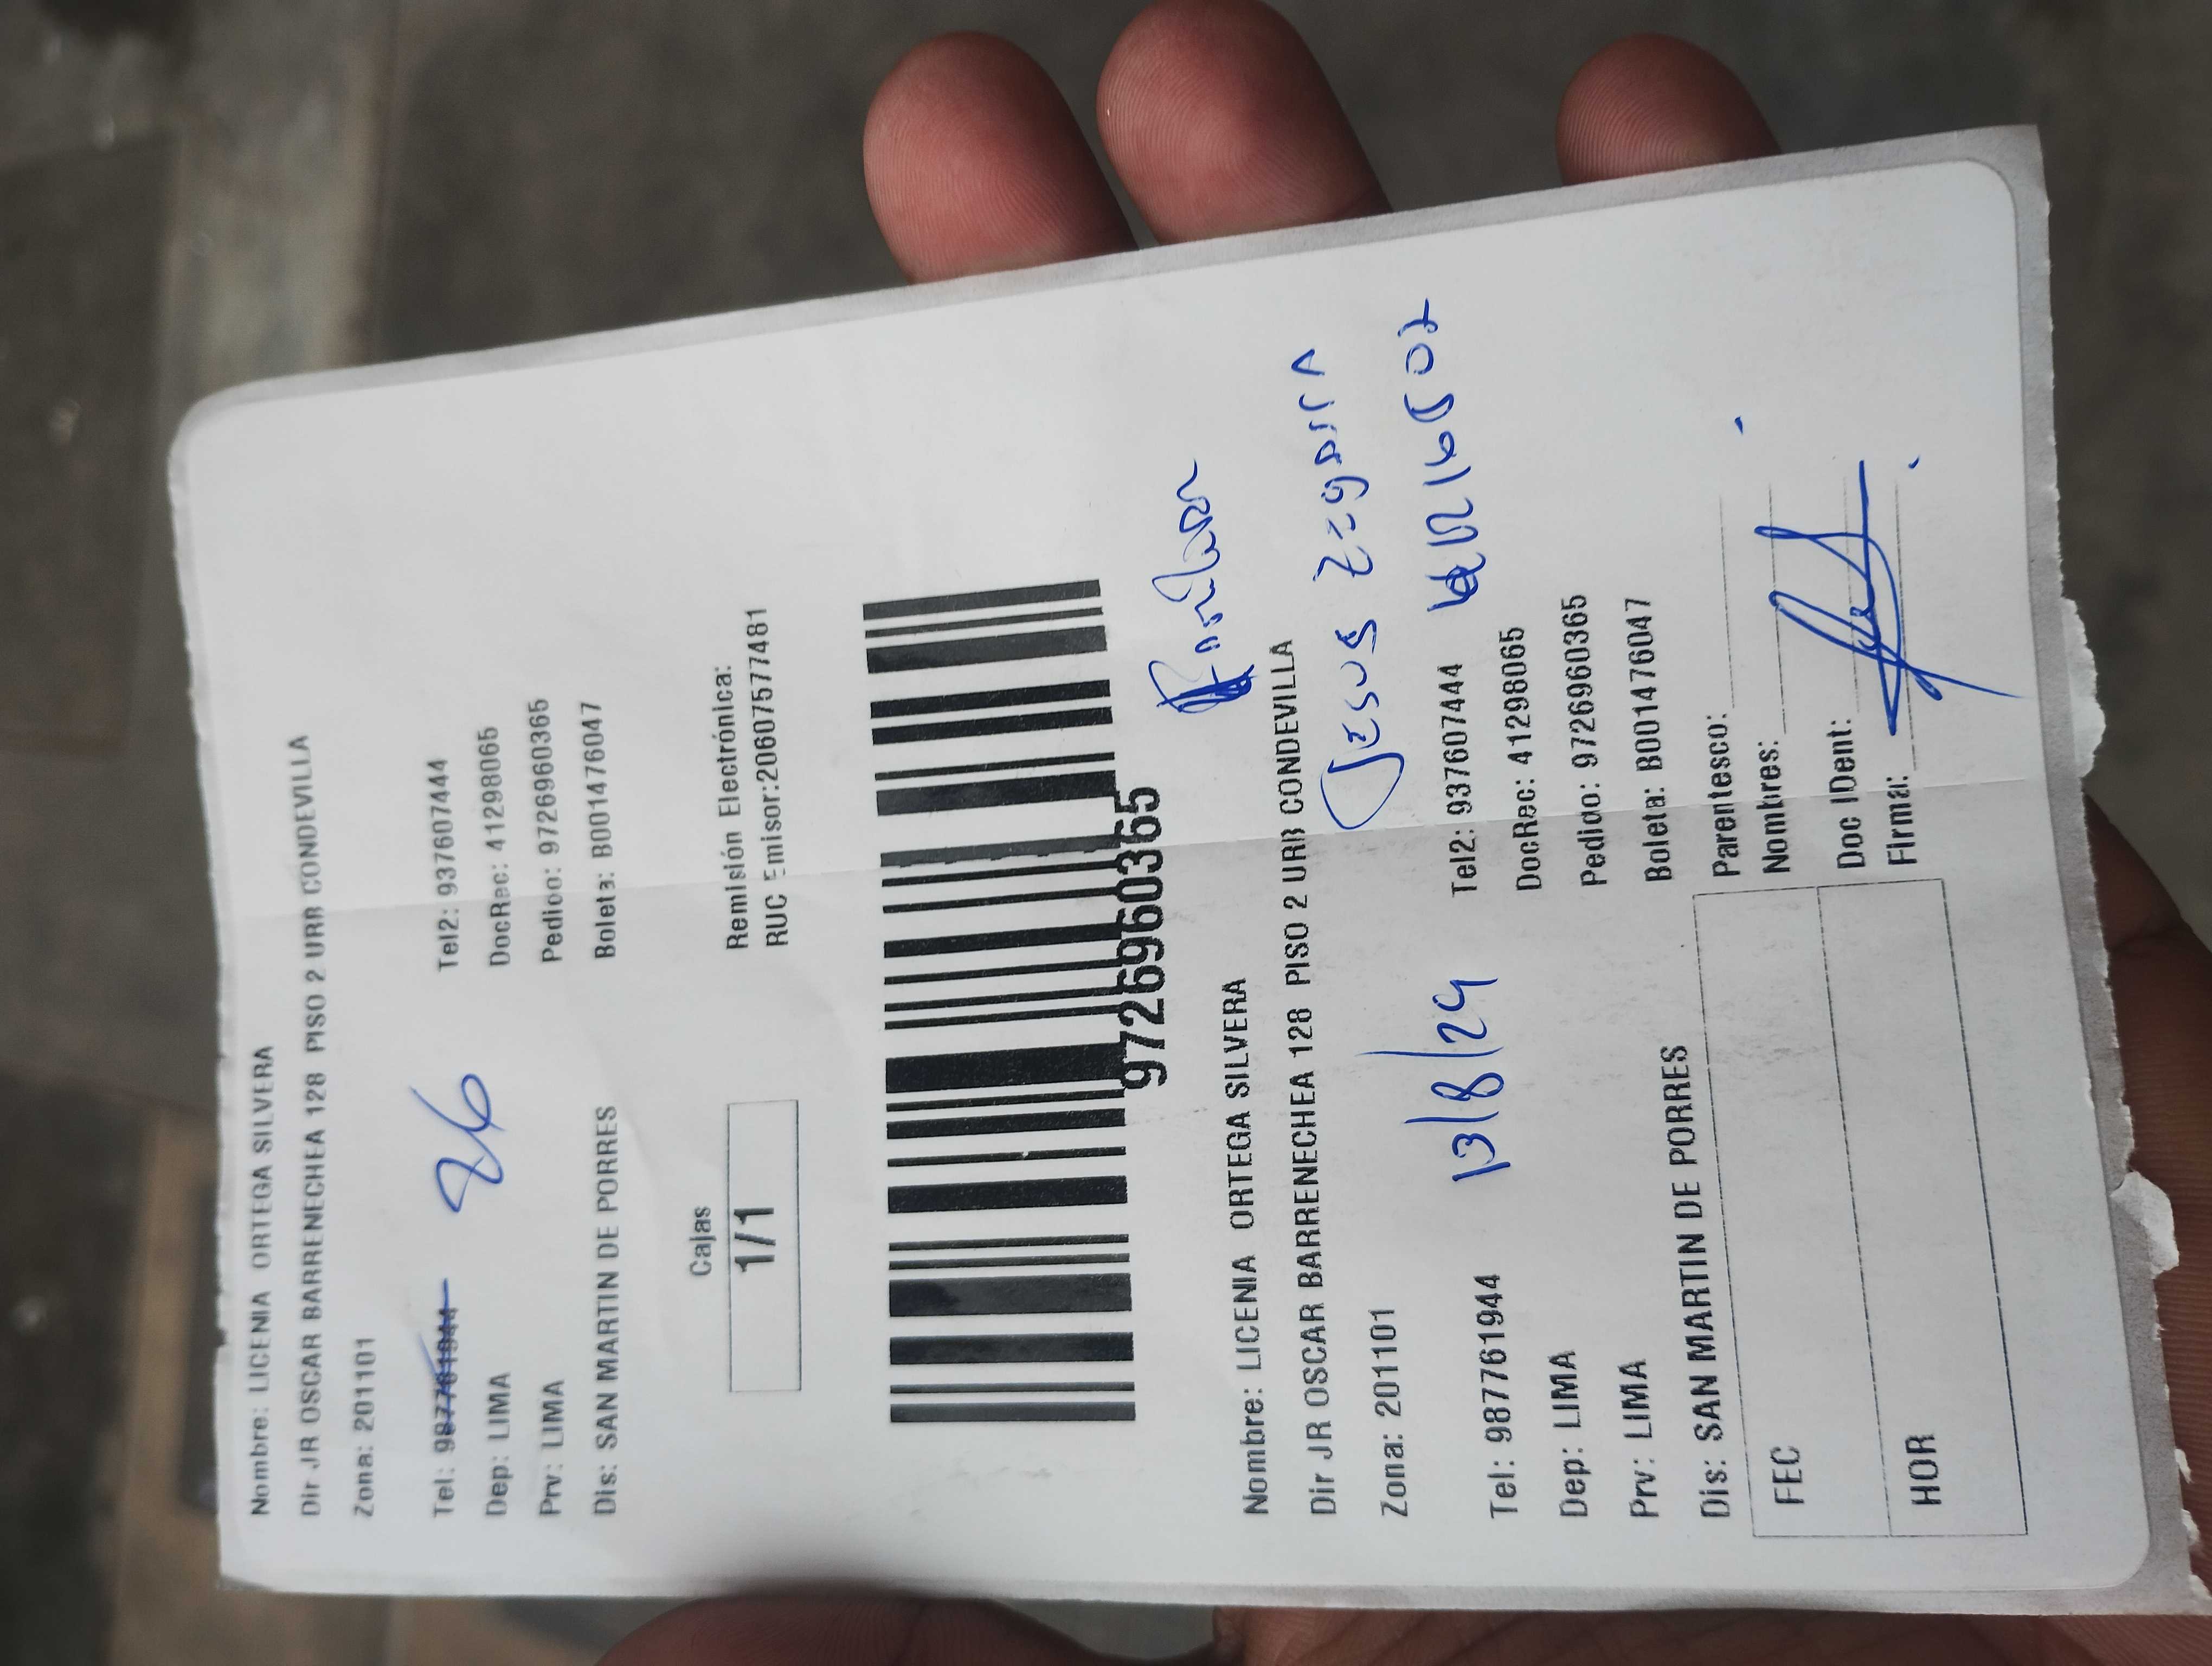 Nombre: LICENIA ORTEGA SILVERA
Dir JR OSCAR BARRENECHEA 128 PISO 2 URB CONDEVILLA
Zona: 201101
Tel: 987761944 26 Tel2: 937607444
Dep: LIMA DocRec: 41298065
Prv: LIMA Pedido: 9726960365
Dis: SAN MARTIN DE PORRES Boleta: B001476047
Cajas
1/1
Remisión Electrónica:
RUC Emisor:20607577481
9726960365
Nombre: LICENIA ORTEGA SILVERA
Dir JR OSCAR BARRENECHEA 128 PISO 2 URB CONDEVILLA
Zona: 201101 Jesus
13/8/24
Tel: 987761944 Tel2: 937607444
Dep: LIMA DocRec: 41298065
Prv: LIMA Pedido: 9726960365
Dis: SAN MARTIN DE PORRES Boleta: B001476047
FEC
HOR
Parentesco:
Nombres:
Doc IDent:
Firma: